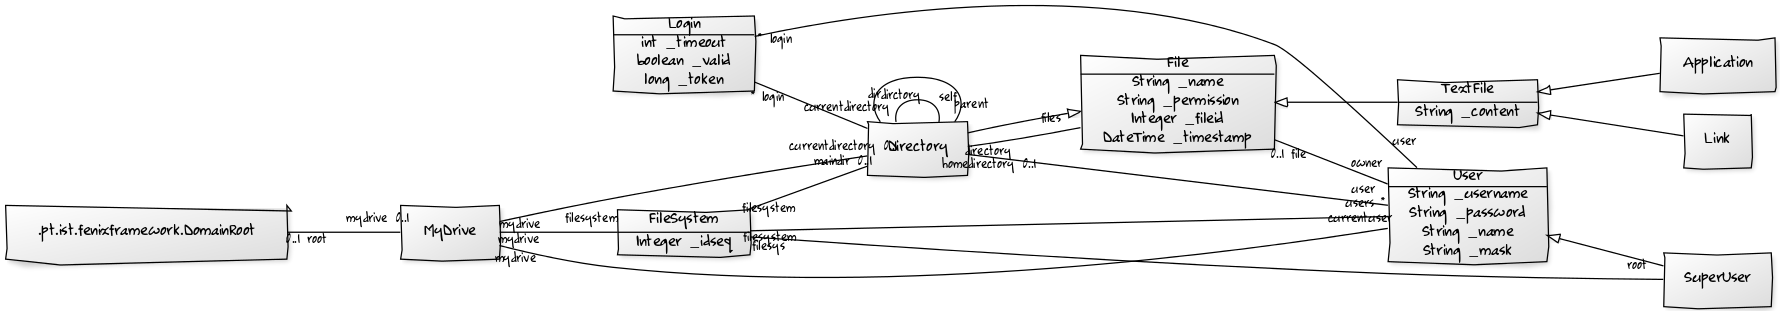 Login
int _timeout
boolean _valid
long _token
* login
* login
currentdirectory
dirdirctory
self
parent
Directory
currentdirectory 0..1
maindir 0..1
files
directory
homedirectory 0..1
File
String _name
String _permission
Integer _fileid
DateTime _timestamp
0..1 file
TextFile
String _content
Application
Link
user
owner
user
users *
currentuser
User
String _username
String _password
String _name
String _mask
root
SuperUser
.pt.ist.fenixframework.DomainRoot
0..1 root
mydrive 0..1
MyDrive
mydrive
mydrive
mydrive
filesystem
FileSystem
Integer _idseq
filesystem
filesystem
filesys